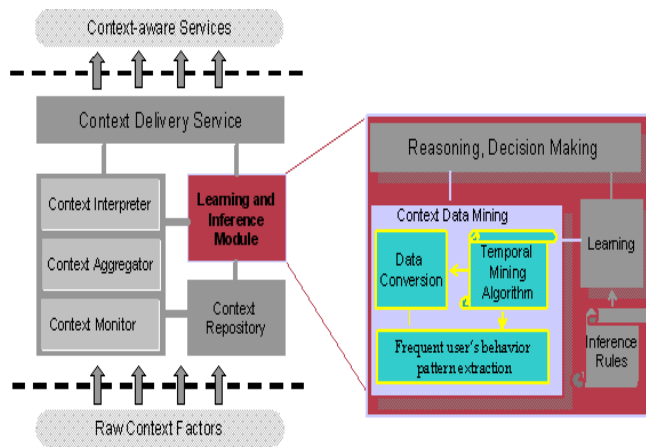 Context-aware Services
Context Delivery Service
Context Interpreter
Context Aggregator
Context Monitor
Learning and
Inference
Module
Context
Repository
Raw Context Factors
Reasoning, Decision Making
Context Data Mining
Data
Conversion
Temporal
Mining
Algorithm
Frequent user's behavior
pattern extraction
Learning
Inference
Rules